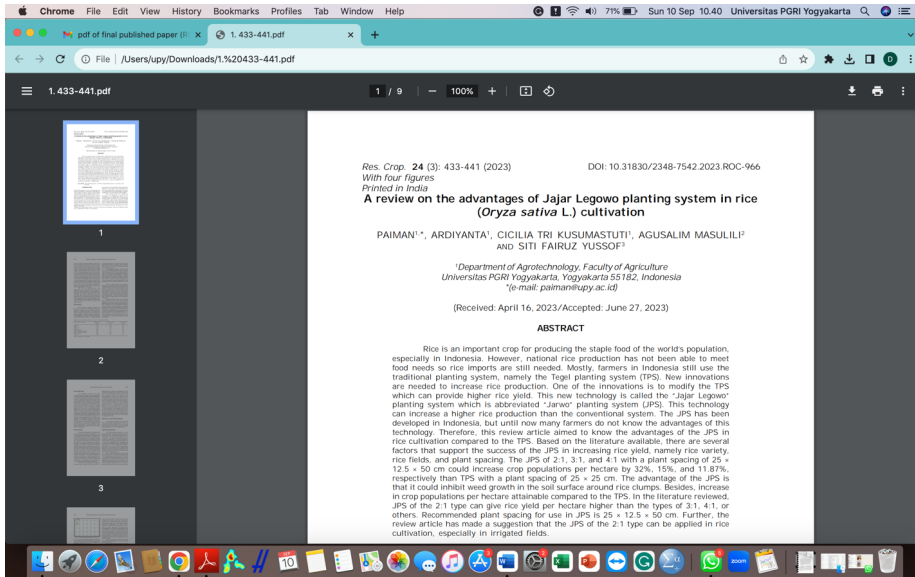 Chrome File Edit View History Bookmarks Profiles Tab Window Help 71% Sun 10 Sep 10.40 Universitas PGRI Yogyakarta
pdf of final published paper (R 1. 433-441.pdf
File /Users/upy/Downloads/1.%20433-441.pdf D
1. 433-441.pdf 1 / 9 100%
Res. Crop. 24 (3): 433-441 (2023) DOI: 10.31830/2348-7542.2023.ROC-966
With four figures
Printed in India
A review on the advantages of Jajar Legowo planting system in rice
(Oryza sativa L.) cultivation
PAIMAN¹,*, ARDIYANTA¹, CICILIA TRI KUSUMASTUTI¹, AGUSALIM MASULILI²
AND SITI FAIRUZ YUSSOF³
¹Department of Agrotechnology, Faculty of Agriculture
Universitas PGRI Yogyakarta, Yogyakarta 55182, Indonesia
*(e-mail: paiman@upy.ac.id)
(Received: April 16, 2023/Accepted: June 27, 2023)
ABSTRACT
Rice is an important crop for producing the staple food of the world's population,
especially in Indonesia. However, national rice production has not been able to meet
food needs so rice imports are still needed. Mostly, farmers in Indonesia still use the
traditional planting system, namely the Tegel planting system (TPS). New innovations
are needed to increase rice production. One of the innovations is to modify the TPS
which can provide higher rice yield. This new technology is called the "Jajar Legowo"
planting system which is abbreviated "Jarwo" planting system (JPS). This technology
can increase a higher rice production than the conventional system. The JPS has been
developed in Indonesia, but until now many farmers do not know the advantages of this
technology. Therefore, this review article aimed to know the advantages of the JPS in
rice cultivation compared to the TPS. Based on the literature available, there are several
factors that support the success of the JPS in increasing rice yield, namely rice variety,
rice fields, and plant spacing. The JPS of 2:1, 3:1, and 4:1 with a plant spacing of 25 ×
12.5 × 50 cm could increase crop populations per hectare by 32%, 15%, and 11.87%,
respectively than TPS with a plant spacing of 25 × 25 cm. The advantage of the JPS is
that it could inhibit weed growth in the soil surface around rice clumps. Besides, increase
in crop populations per hectare attainable compared to the TPS. In the literature reviewed,
JPS of the 2:1 type can give rice yield per hectare higher than the types of 3:1, 4:1, or
others. Recommended plant spacing for use in JPS is 25 × 12.5 × 50 cm. Further, the
review article has made a suggestion that the JPS of the 2:1 type can be applied in rice
cultivation, especially in irrigated fields.
1
2
3
10
zoom